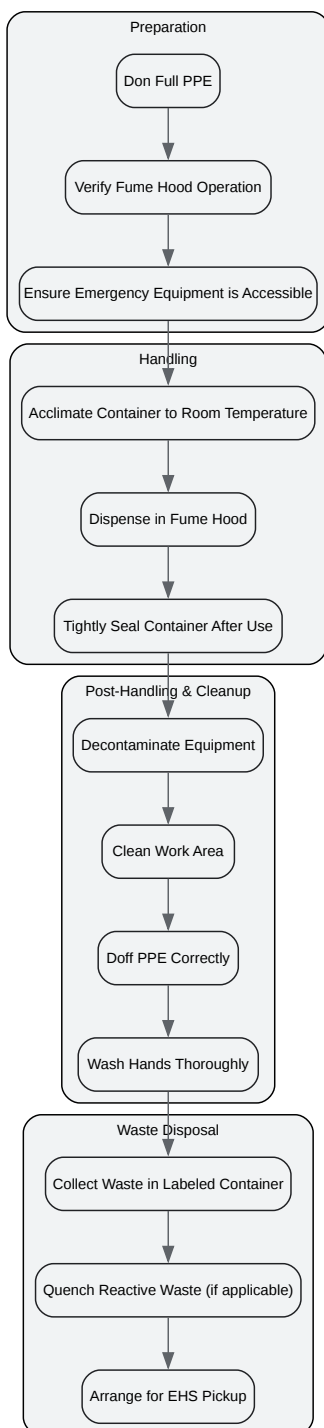 Preparation
Don Full PPE
Verify Fume Hood Operation
Ensure Emergency Equipment is Accessible
Handling
Acclimate Container to Room Temperature
Dispense in Fume Hood
Tightly Seal Container After Use
Post-Handling & Cleanup
Decontaminate Equipment
Clean Work Area
Doff PPE Correctly
Wash Hands Thoroughly
Waste Disposal
Collect Waste in Labeled Container
Quench Reactive Waste (if applicable)
Arrange for EHS Pickup